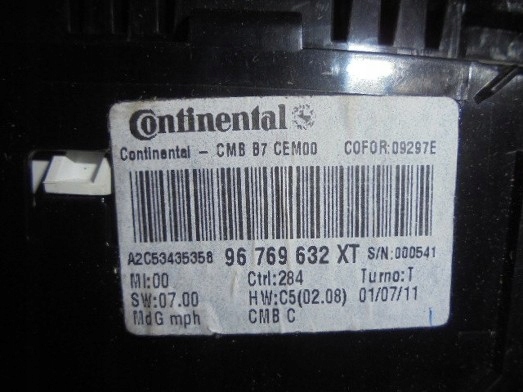 Continental
Continental - CMB B7 CEM00 COFOR:09297E
A2C53435358 96 769 632 XT S/N:000541
MI:00 Ctrl:284 Turno:T
SW:07.00 HW:C5(02.08) 01/07/11
MdG mph CMB C